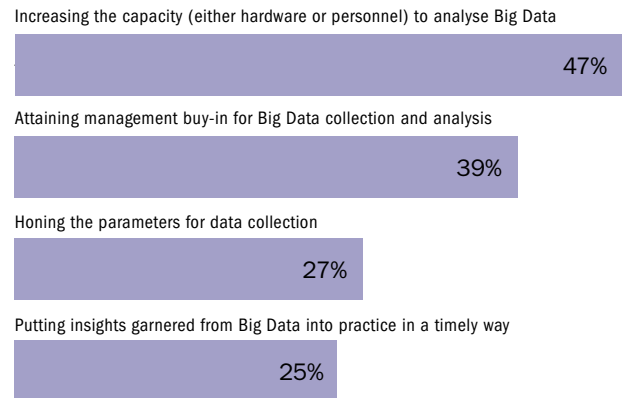 Increasing the capacity (either hardware or personnel) to analyse Big Data
47%
Attaining management buy-in for Big Data collection and analysis
39%
Honing the parameters for data collection
27%
Putting insights garnered from Big Data into practice in a timely way
25%